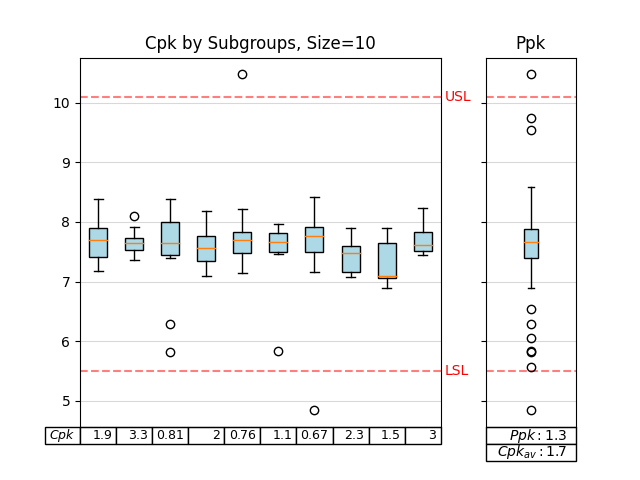 Cpk by Subgroups, Size=10
Ppk
10
9
8
7
6
5
USL
LSL
Cpk 1.9 3.3 0.81 2 0.76 1.1 0.67 2.3 1.5 3
Ppk : 1.3
Cpk_av : 1.7